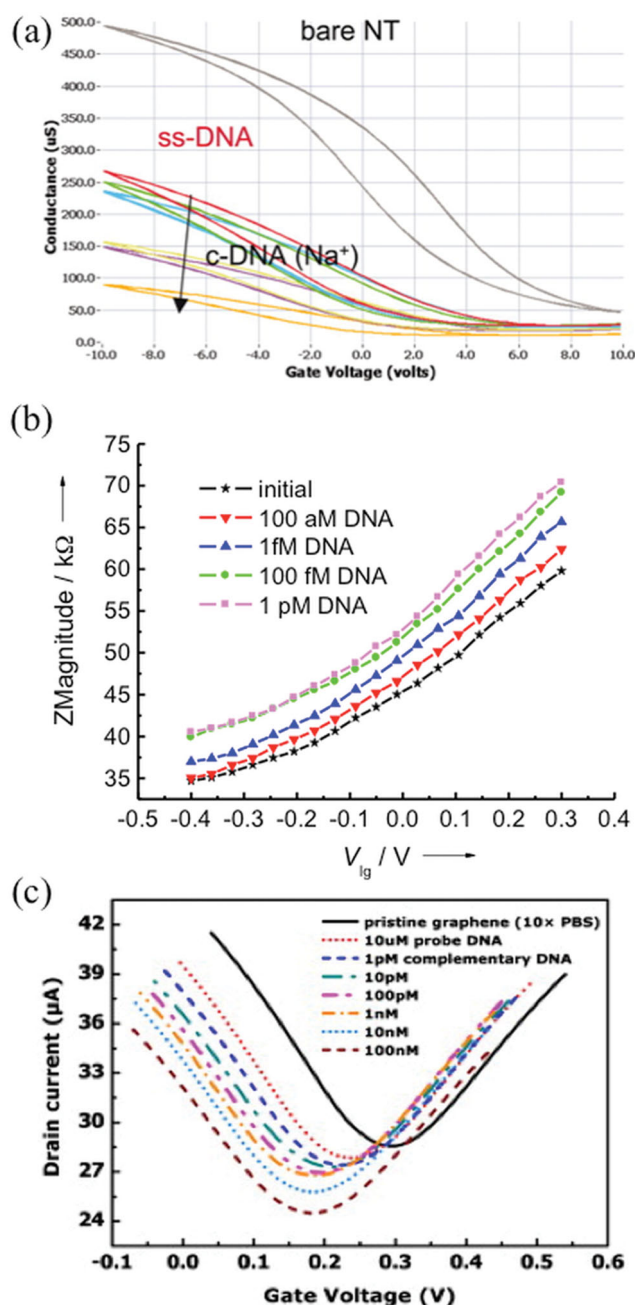 (a)
bare NT
ss-DNA
c-DNA (Na⁺)
Conductance (uS)
500.0
450.0
400.0
350.0
300.0
250.0
200.0
150.0
100.0
50.0
0.0
-10.0 -8.0 -6.0 -4.0 -2.0 0.0 2.0 4.0 6.0 8.0 10.0
Gate Voltage (volts)
(b)
ZMagnitude / kΩ
70
65
60
55
50
45
40
35
initial
100 aM DNA
1fM DNA
100 fM DNA
1 pM DNA
-0.5 -0.4 -0.3 -0.2 -0.1 0.0 0.1 0.2 0.3 0.4
Vlg / V
(c)
Drain current (µA)
42
39
36
33
30
27
24
pristine graphene (10× PBS)
10uM probe DNA
1pM complementary DNA
10pM
100pM
1nM
10nM
100nM
-0.1 0.0 0.1 0.2 0.3 0.4 0.5 0.6
Gate Voltage (V)